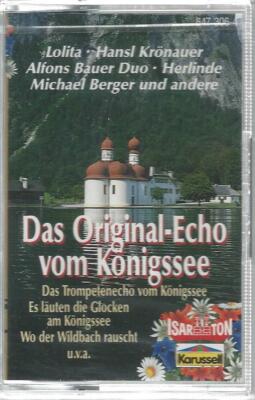 847 306
Lolita · Hansl Krönauer
Alfons Bauer Duo · Herlinde
Michael Berger und andere
Das Original-Echo
vom Königssee
Das Trompetenecho vom Königssee
Es läuten die Glocken
am Königssee
Wo der Wildbach rauscht
u.v.a.
ISARTON
Karussell